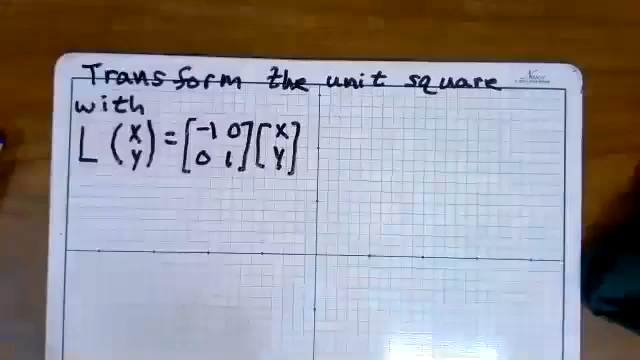 Transform the unit square
with
L (x y) = [-1 0 0 1] [x y]